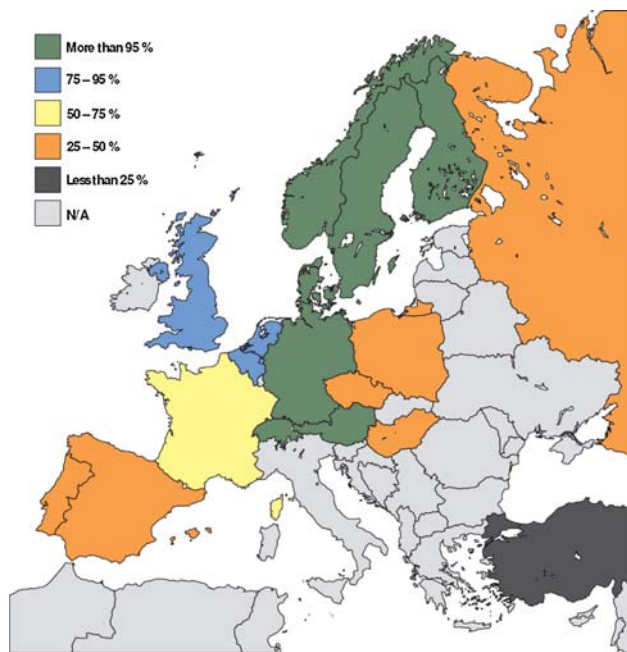 More than 95 %
75 – 95 %
50 – 75 %
25 – 50 %
Less than 25 %
N/A